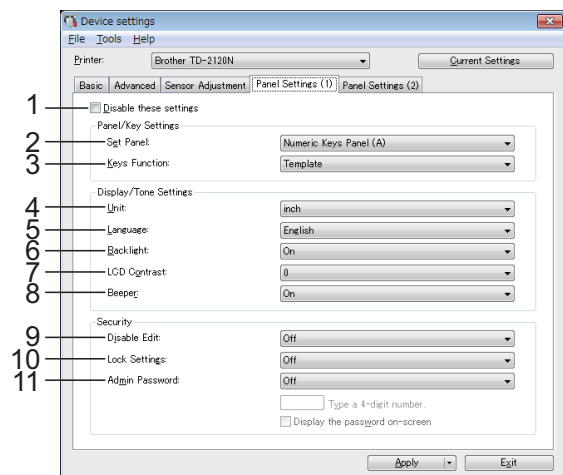 Device settings
File Tools Help
Printer: Brother TD-2120N Current Settings
Basic Advanced Sensor Adjustment Panel Settings (1) Panel Settings (2)
1 Disable these settings
Panel/Key Settings
2 Set Panel: Numeric Keys Panel (A)
3 Keys Function: Template
Display/Tone Settings
4 Unit: inch
5 Language: English
6 Backlight: On
7 LCD Contrast: 0
8 Beeper: On
Security
9 Disable Edit: Off
10 Lock Settings: Off
11 Admin Password: Off
Type a 4-digit number.
Display the password on-screen
Apply Exit